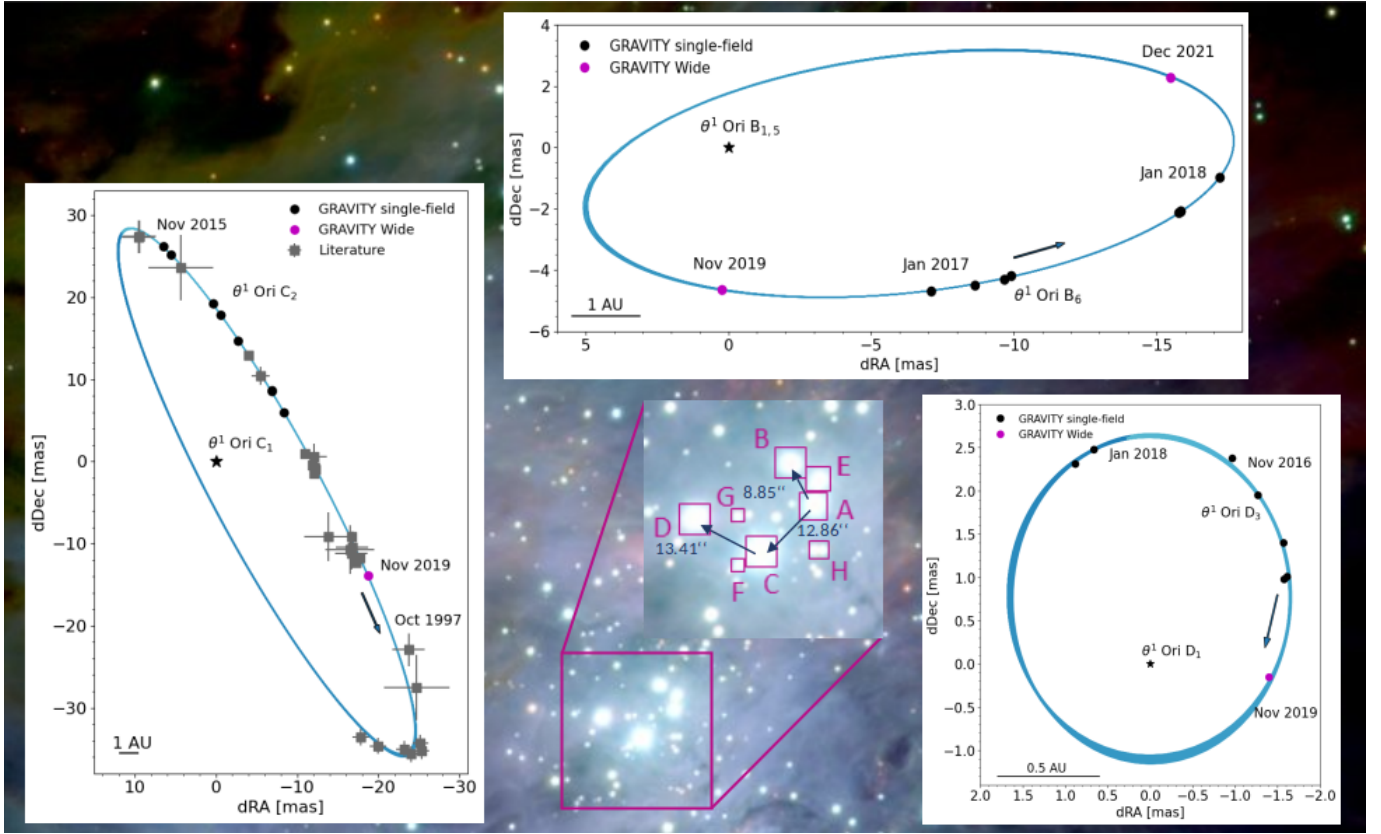 4
2
0
−2
−4
−6
dDec [mas]
GRAVITY single-field
GRAVITY Wide
Dec 2021
θ¹ Ori B₁,₅
Jan 2018
Nov 2019
Jan 2017
θ¹ Ori B₆
1 AU
5 0 −5 −10 −15
dRA [mas]
30
20
10
0
−10
−20
−30
dDec [mas]
Nov 2015
GRAVITY single-field
GRAVITY Wide
Literature
θ¹ Ori C₂
θ¹ Ori C₁
Nov 2019
Oct 1997
1 AU
10 0 −10 −20 −30
dRA [mas]
B
E
8.85‘‘
G
A
D
12.86‘‘
13.41‘‘
F
C
H
3.0
2.5
2.0
1.5
1.0
0.5
0.0
−0.5
−1.0
dDec [mas]
GRAVITY single-field
GRAVITY Wide
Jan 2018
Nov 2016
θ¹ Ori D₃
θ¹ Ori D₁
Nov 2019
0.5 AU
2.0 1.5 1.0 0.5 0.0 −0.5 −1.0 −1.5 −2.0
dRA [mas]